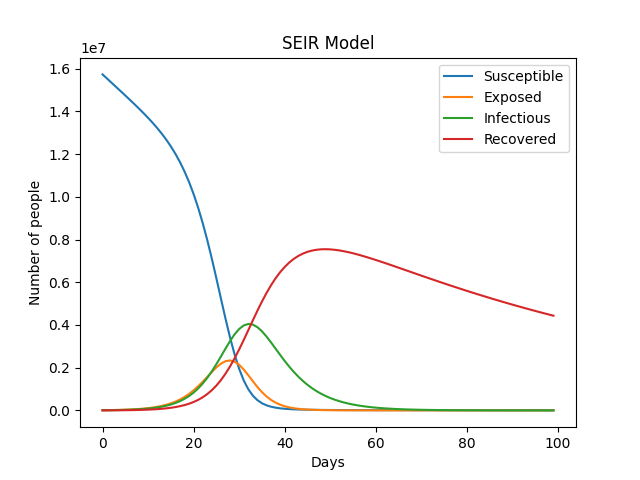 SEIR Model
1e7
Susceptible
Exposed
Infectious
Recovered
1.6
1.4
1.2
1.0
0.8
0.6
0.4
0.2
0.0
Number of people
0 20 40 60 80 100
Days